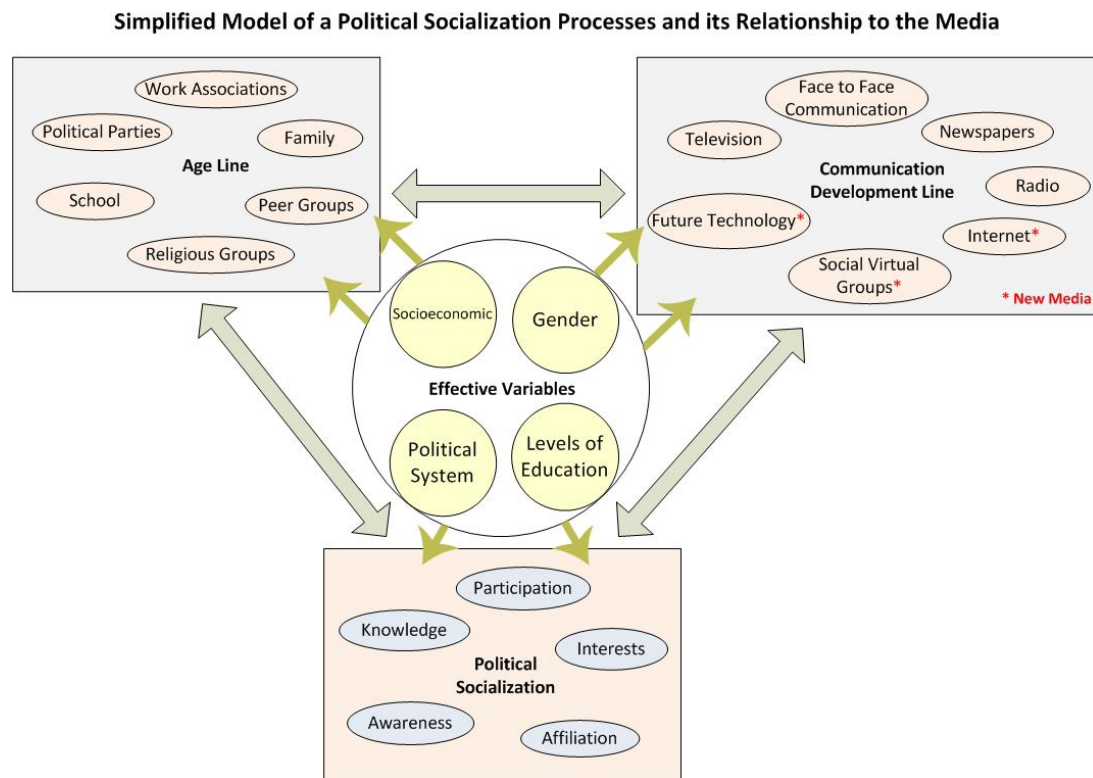 Simplified Model of a Political Socialization Processes and its Relationship to the Media
Work Associations
Political Parties
Family
Age Line
School
Peer Groups
Religious Groups
Face to Face
Communication
Television
Newspapers
Communication
Development Line
Radio
Future Technology*
Internet*
Social Virtual
Groups*
* New Media
Socioeconomic
Gender
Effective Variables
Political
System
Levels of
Education
Participation
Knowledge
Interests
Political
Socialization
Awareness
Affiliation